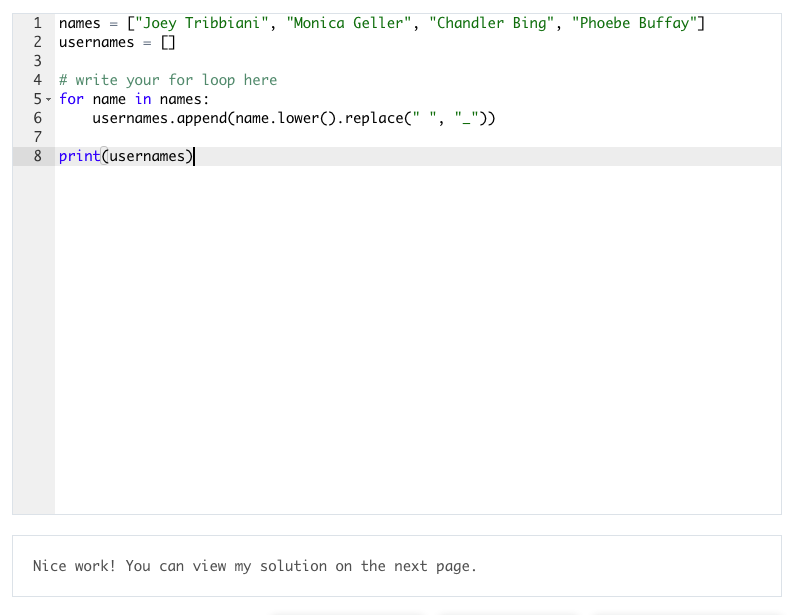 1 names = ["Joey Tribbiani", "Monica Geller", "Chandler Bing", "Phoebe Buffay"]
2 usernames = []
3
4 # write your for loop here
5 for name in names:
6     usernames.append(name.lower().replace(" ", "_"))
7
8 print(usernames)
Nice work! You can view my solution on the next page.